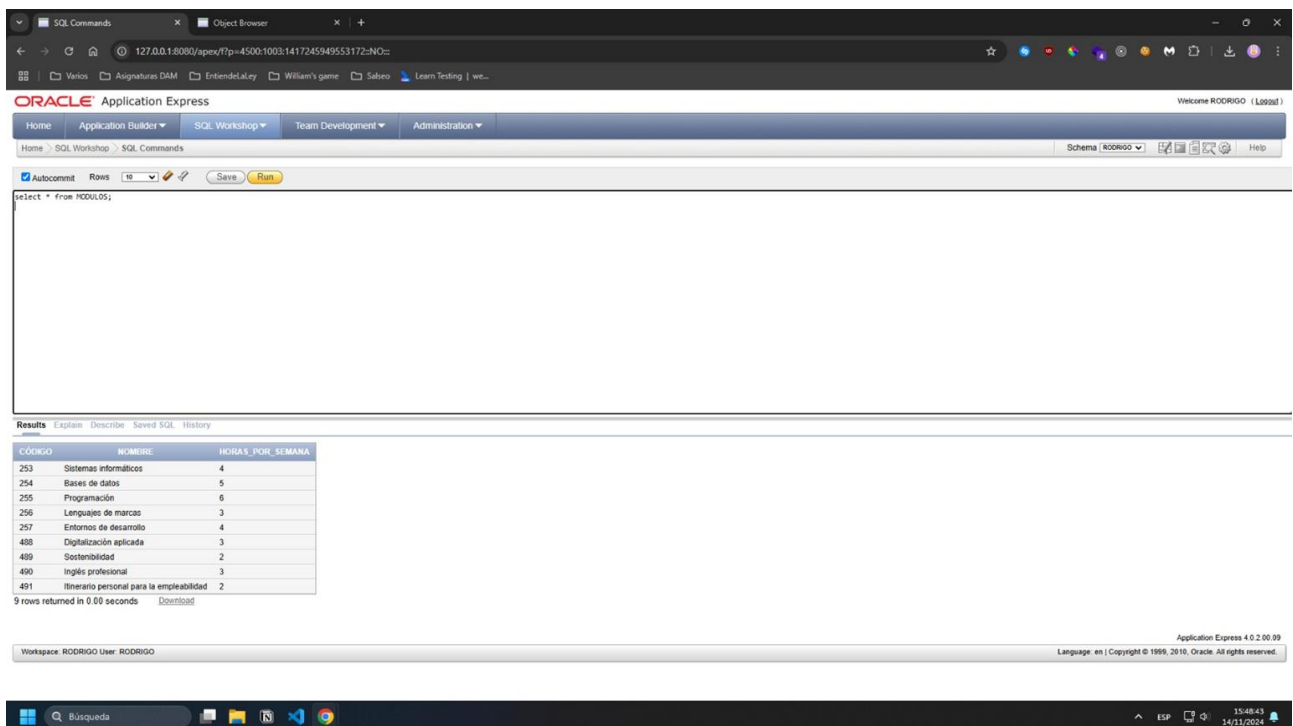 SQL Commands
Object Browser
127.0.0.1:8080/apex/f?p=4500:1003:1417245949553172::NO:::
Varios Asignaturas DAM EntiendeLaLey William's game Salseo Learn Testing | we...
ORACLE Application Express
Welcome RODRIGO (Logout)
Home Application Builder SQL Workshop Team Development Administration
Home SQL Workshop SQL Commands
Schema RODRIGO Help
Autocommit Rows 10 Save Run
select * from MODULOS;
Results Explain Describe Saved SQL History
CÓDIGO NOMBRE HORAS_POR_SEMANA
253 Sistemas informáticos 4
254 Bases de datos 5
255 Programación 6
256 Lenguajes de marcas 3
257 Entornos de desarrollo 4
488 Digitalización aplicada 3
489 Sostenibilidad 2
490 Inglés profesional 3
491 Itinerario personal para la empleabilidad 2
9 rows returned in 0.00 seconds Download
Application Express 4.0.2.00.09
Workspace: RODRIGO User: RODRIGO
Language: en | Copyright © 1999, 2010, Oracle. All rights reserved.
Búsqueda
ESP
15:48:43
14/11/2024